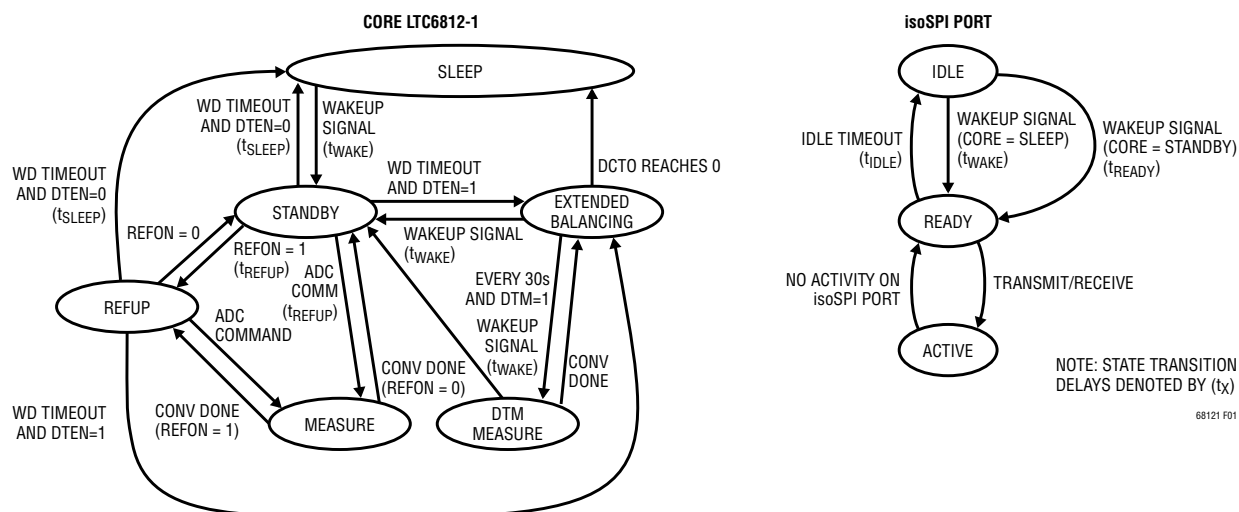 CORE LTC6812-1
SLEEP
WD TIMEOUT
AND DTEN=0
(tSLEEP)
WAKEUP
SIGNAL
(tWAKE)
DCTO REACHES 0
WD TIMEOUT
AND DTEN=0
(tSLEEP)
WD TIMEOUT
AND DTEN=1
STANDBY
EXTENDED
BALANCING
REFON = 0
REFON = 1
(tREFUP)
WAKEUP SIGNAL
(tWAKE)
ADC
COMM
(tREFUP)
EVERY 30s
AND DTM=1
REFUP
ADC
COMMAND
WAKEUP
SIGNAL
(tWAKE)
CONV
DONE
CONV DONE
(REFON = 0)
WD TIMEOUT
AND DTEN=1
CONV DONE
(REFON = 1)
MEASURE
DTM
MEASURE
isoSPI PORT
IDLE
IDLE TIMEOUT
(tIDLE)
WAKEUP SIGNAL
(CORE = SLEEP)
(tWAKE)
WAKEUP SIGNAL
(CORE = STANDBY)
(tREADY)
READY
NO ACTIVITY ON
isoSPI PORT
TRANSMIT/RECEIVE
ACTIVE
NOTE: STATE TRANSITION
DELAYS DENOTED BY (tX)
68121 F01